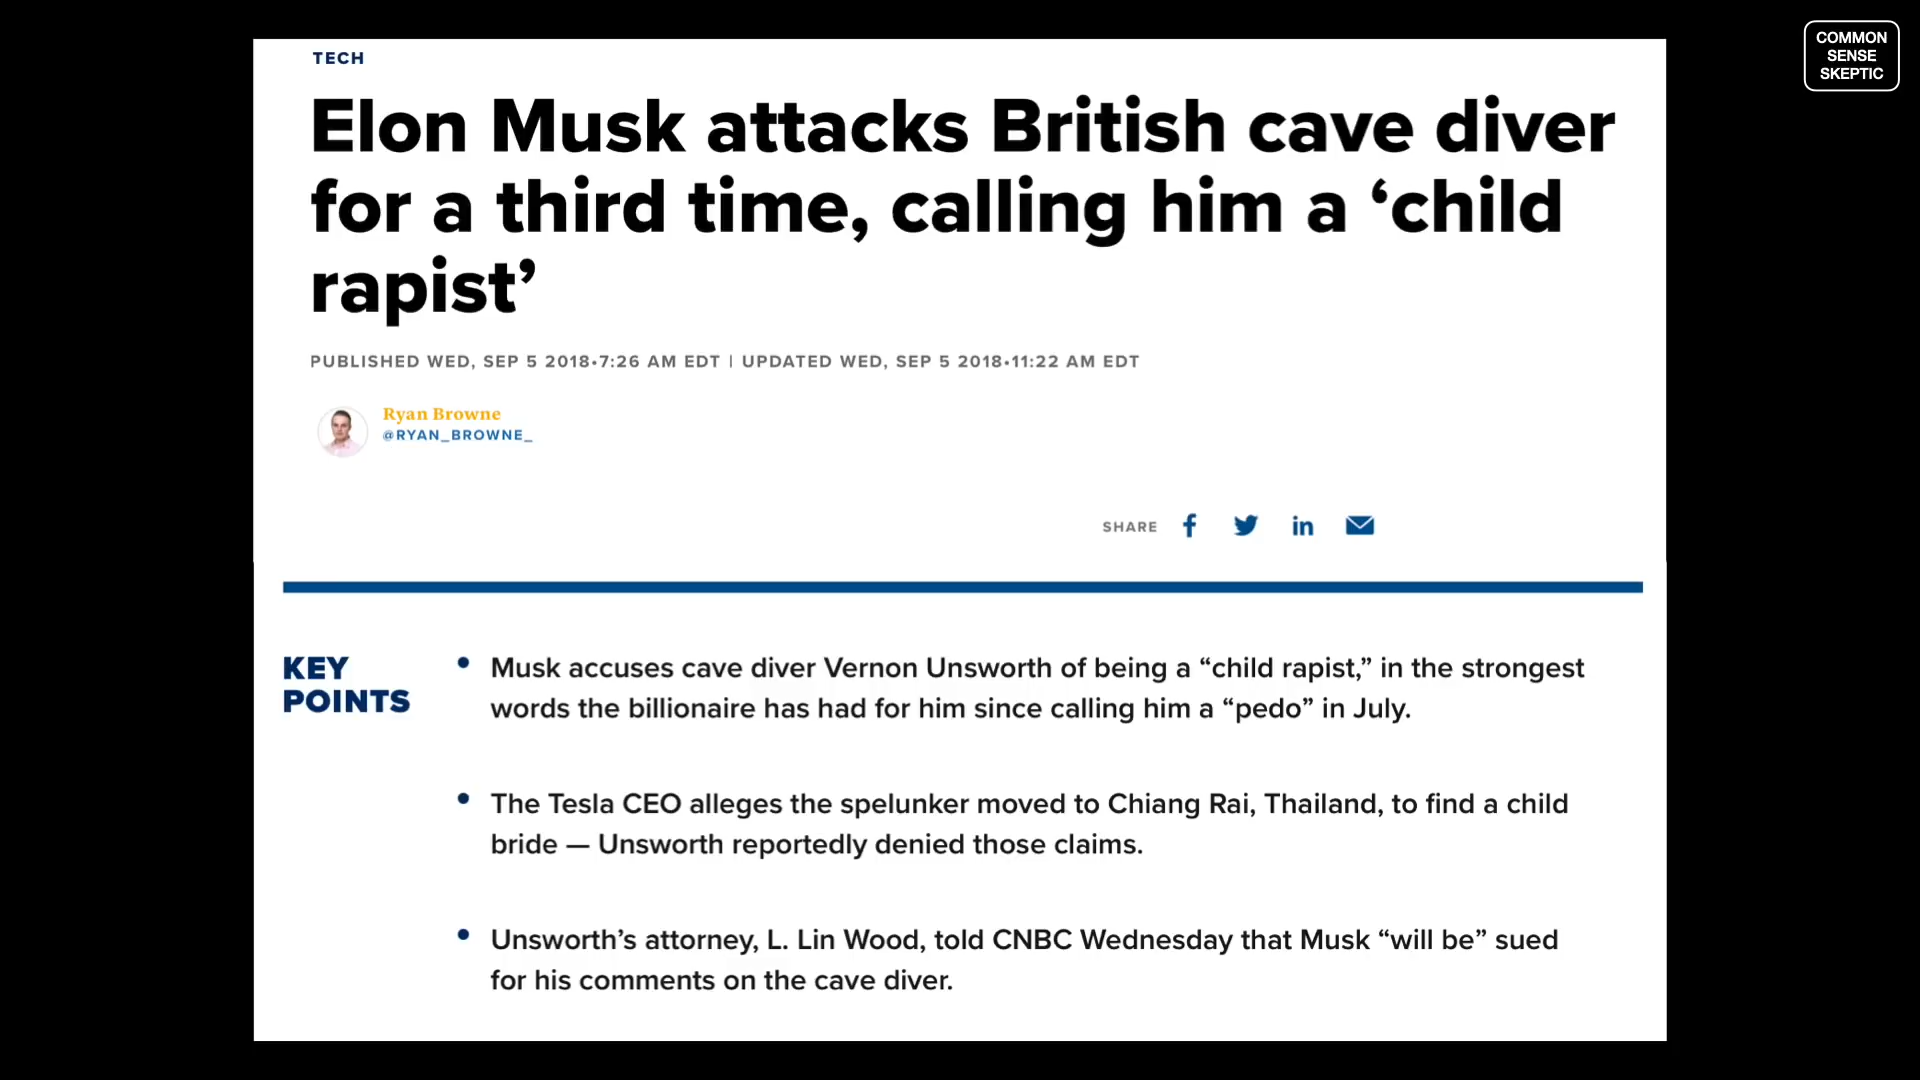 COMMON
SENSE
SKEPTIC
TECH
Elon Musk attacks British cave diver
for a third time, calling him a ‘child
rapist’
PUBLISHED WED, SEP 5 2018•7:26 AM EDT | UPDATED WED, SEP 5 2018•11:22 AM EDT
Ryan Browne
@RYAN_BROWNE_
SHARE
KEY
POINTS
• Musk accuses cave diver Vernon Unsworth of being a “child rapist,” in the strongest
words the billionaire has had for him since calling him a “pedo” in July.
• The Tesla CEO alleges the spelunker moved to Chiang Rai, Thailand, to find a child
bride — Unsworth reportedly denied those claims.
• Unsworth’s attorney, L. Lin Wood, told CNBC Wednesday that Musk “will be” sued
for his comments on the cave diver.